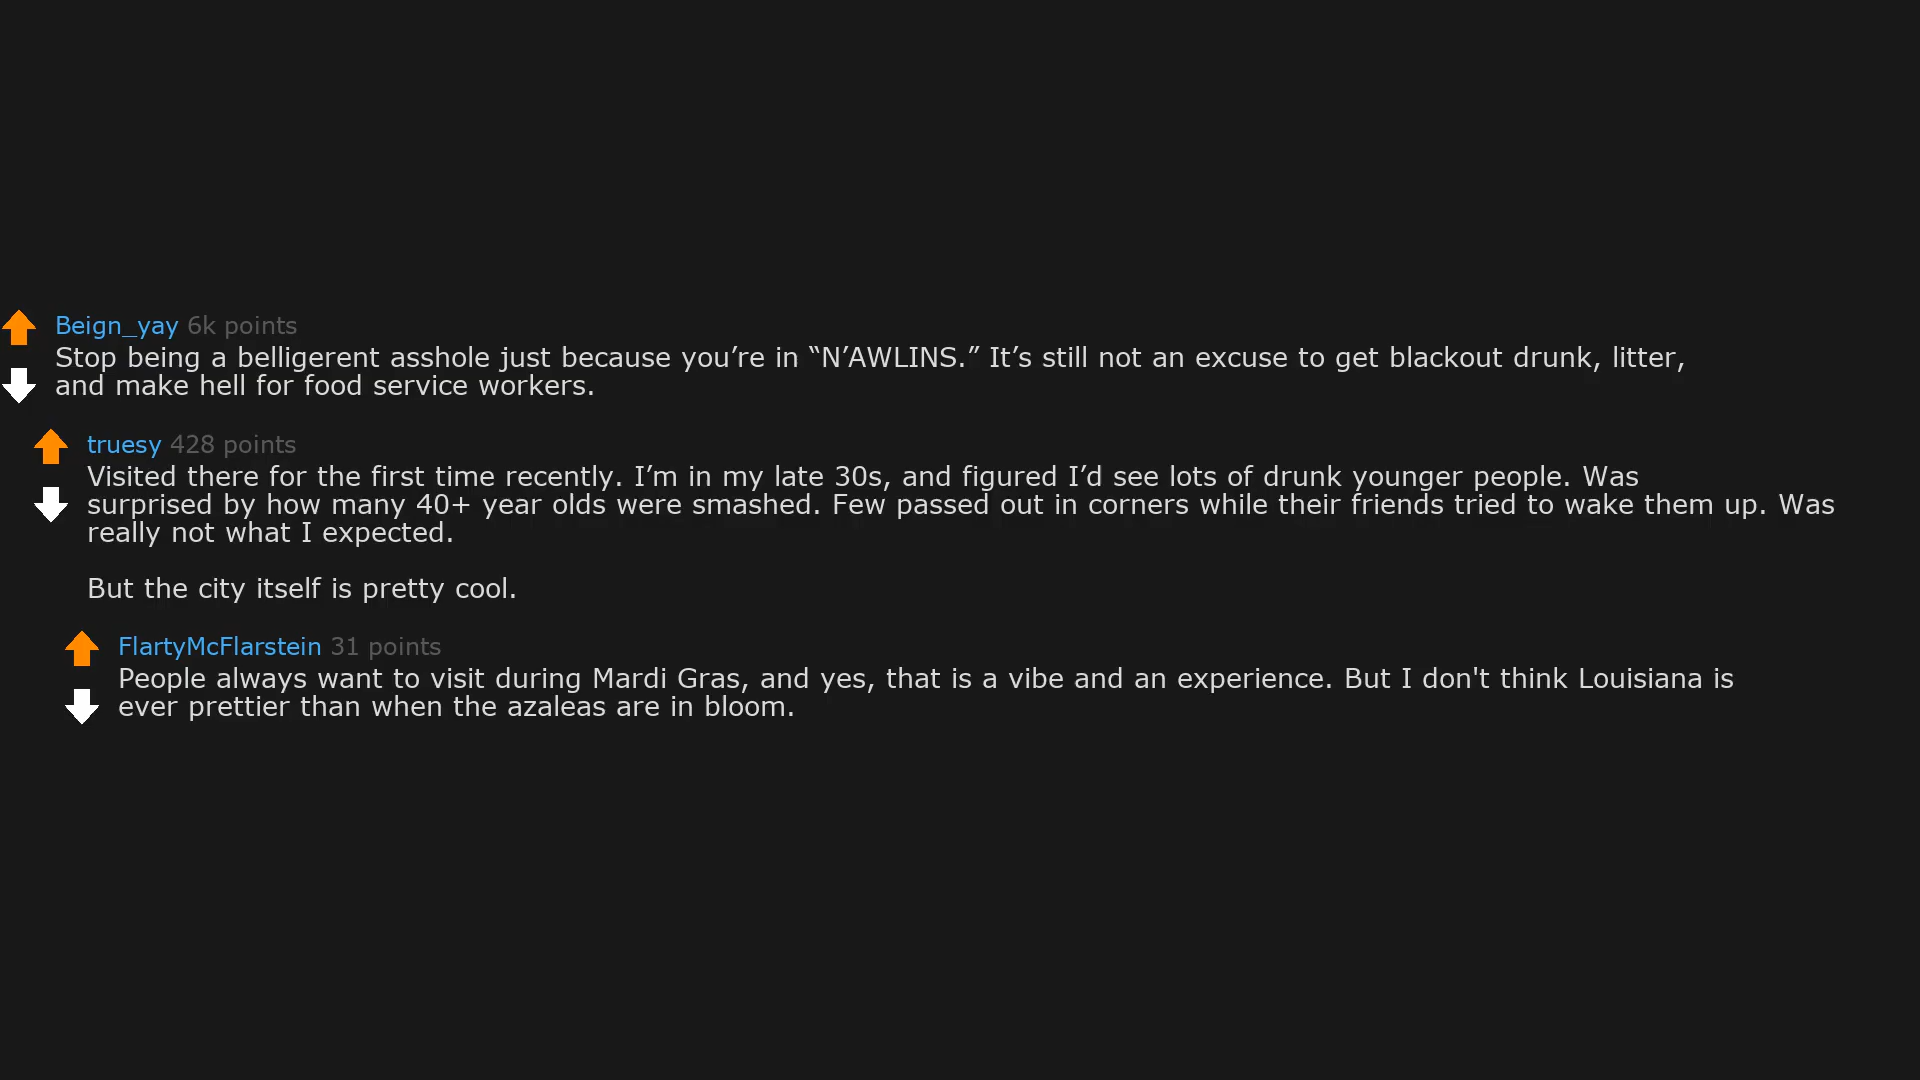 Beign_yay 6k points
Stop being a belligerent asshole just because you’re in “N’AWLINS.” It’s still not an excuse to get blackout drunk, litter,
and make hell for food service workers.
truesy 428 points
Visited there for the first time recently. I’m in my late 30s, and figured I’d see lots of drunk younger people. Was
surprised by how many 40+ year olds were smashed. Few passed out in corners while their friends tried to wake them up. Was
really not what I expected.
But the city itself is pretty cool.
FlartyMcFlarstein 31 points
People always want to visit during Mardi Gras, and yes, that is a vibe and an experience. But I don't think Louisiana is
ever prettier than when the azaleas are in bloom.